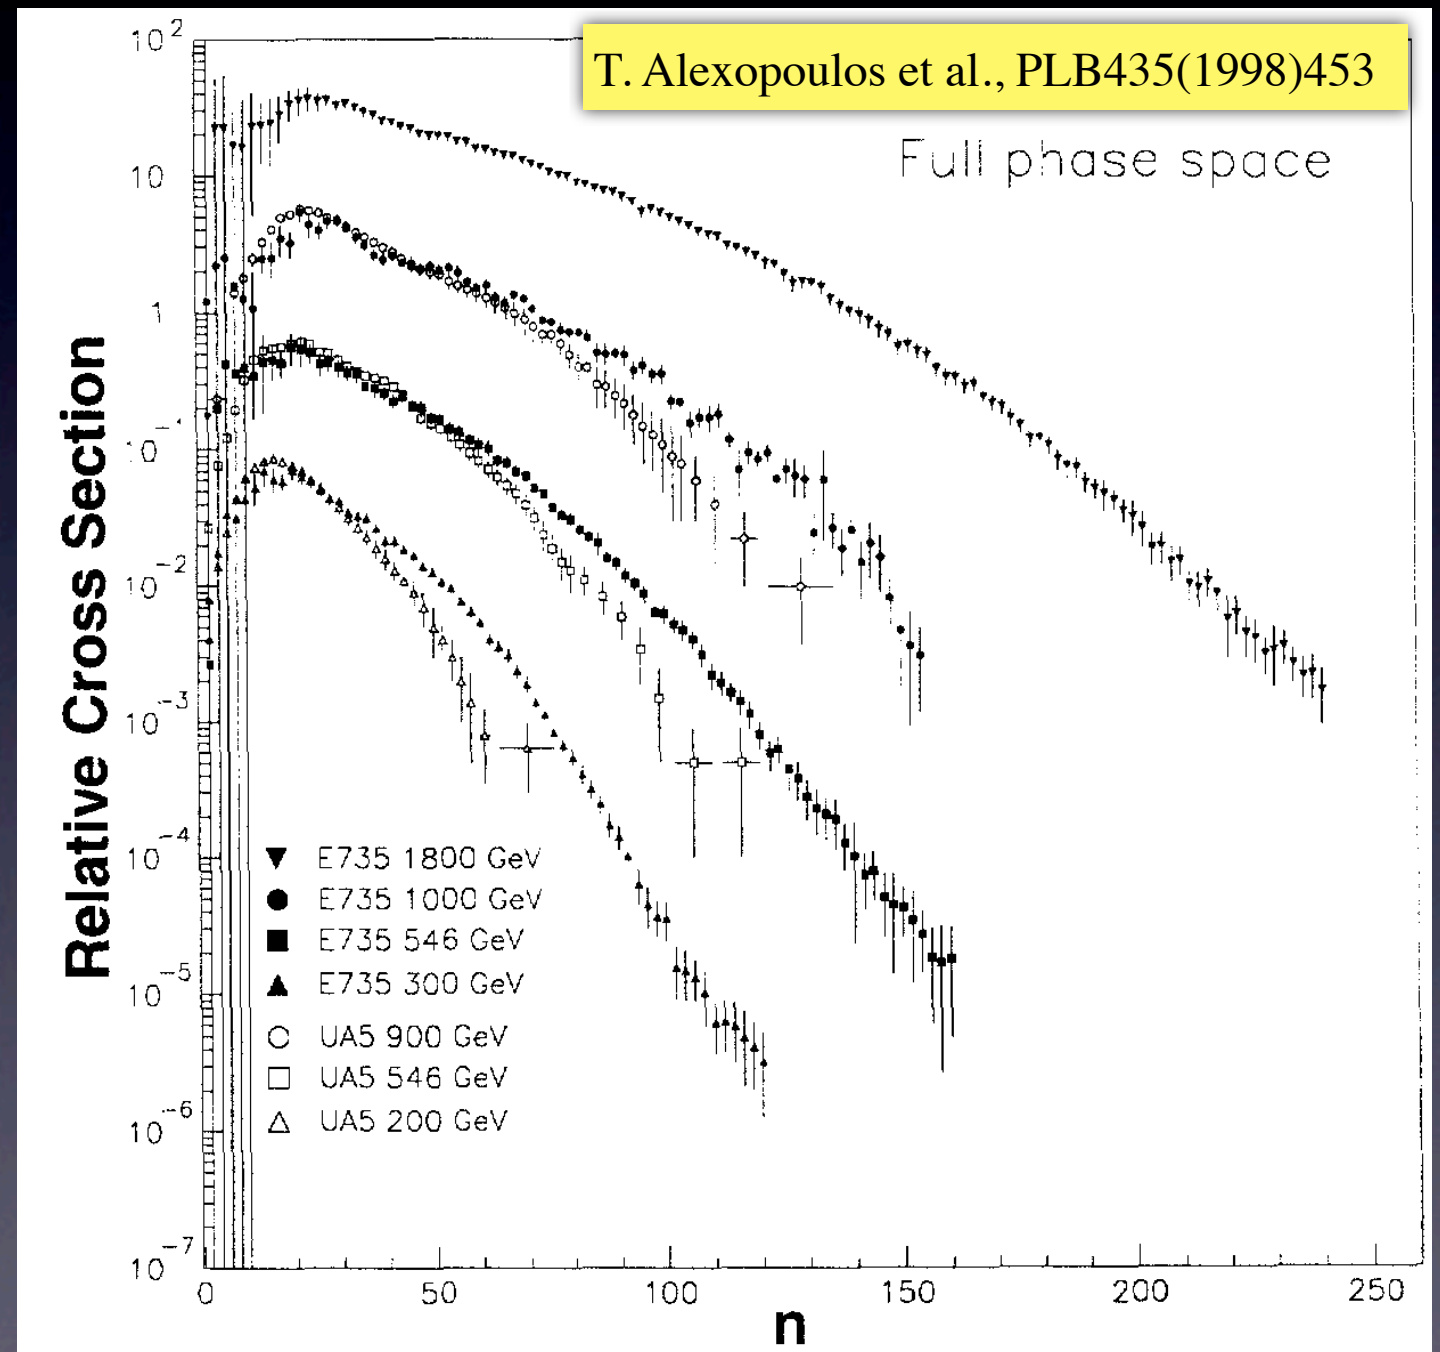 T. Alexopoulos et al., PLB435(1998)453
Full phase space
Relative Cross Section
10^2
10
1
10^-1
10^-2
10^-3
10^-4
10^-5
10^-6
10^-7
E735 1800 GeV
E735 1000 GeV
E735 546 GeV
E735 300 GeV
UA5 900 GeV
UA5 546 GeV
UA5 200 GeV
0 50 100 150 200 250
n